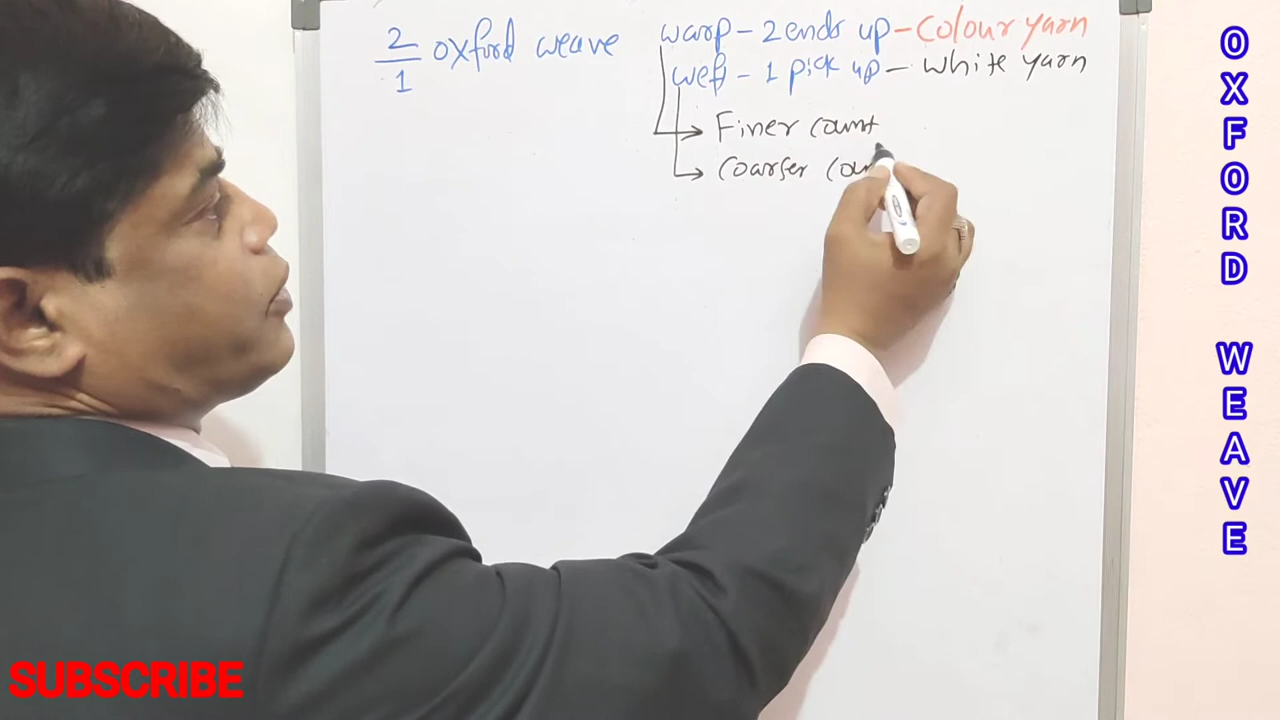 2/1 oxford weave
warp - 2 ends up - Colour yarn
weft - 1 pick up - white yarn
Finer count
Coarser
OXFORD WEAVE
SUBSCRIBE